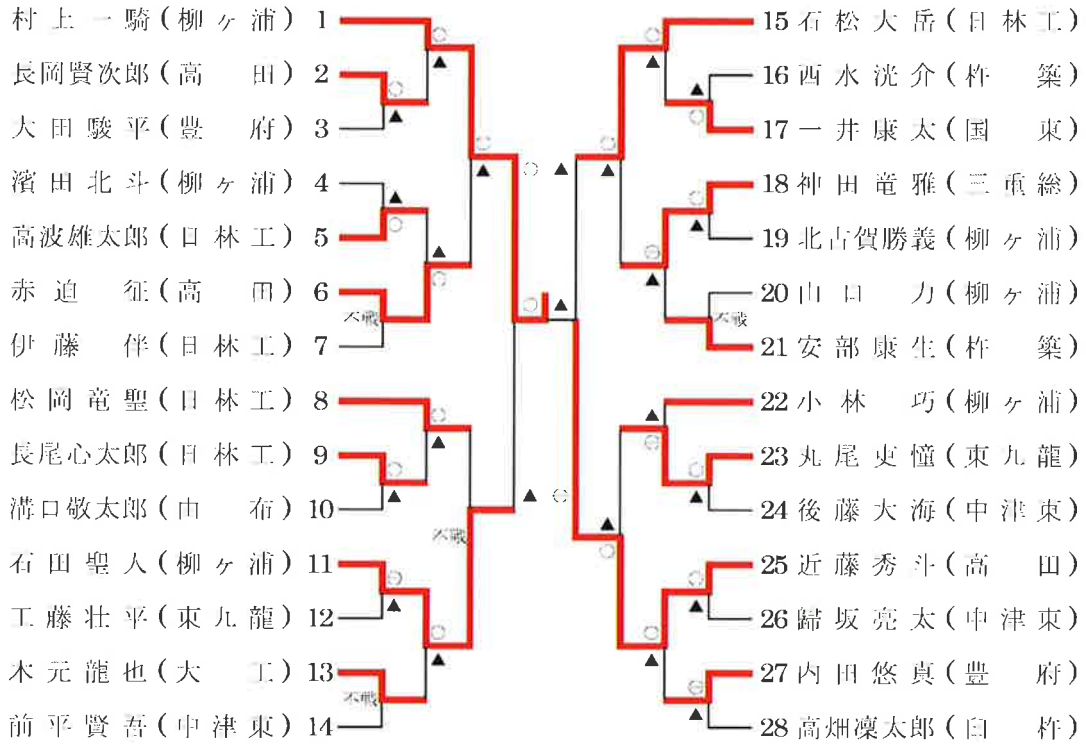 村上一騎(柳ヶ浦) 1
長岡賢次郎(高田) 2
大田駿平(豊府) 3
濱田北斗(柳ヶ浦) 4
高波雄太郎(日林工) 5
赤迫征(高田) 6
不戦
伊藤伴(日林工) 7
松岡竜聖(日林工) 8
長尾心太郎(日林工) 9
溝口敬太郎(由布) 10
不戦
石田聖人(柳ヶ浦) 11
工藤壮平(東九龍) 12
木元龍也(大工) 13
不戦
前平賢吾(中津東) 14
15 石松大岳(日林工)
16 西水洸介(杵築)
17 一井康太(国東)
18 神田竜雅(三重総)
19 北古賀勝義(柳ヶ浦)
20 山口力(柳ヶ浦)
不戦
21 安部康生(杵築)
22 小林巧(柳ヶ浦)
23 丸尾史憧(東九龍)
24 後藤大海(中津東)
25 近藤秀斗(高田)
26 歸坂亮太(中津東)
27 内田悠真(豊府)
28 高畑凜太郎(臼杵)